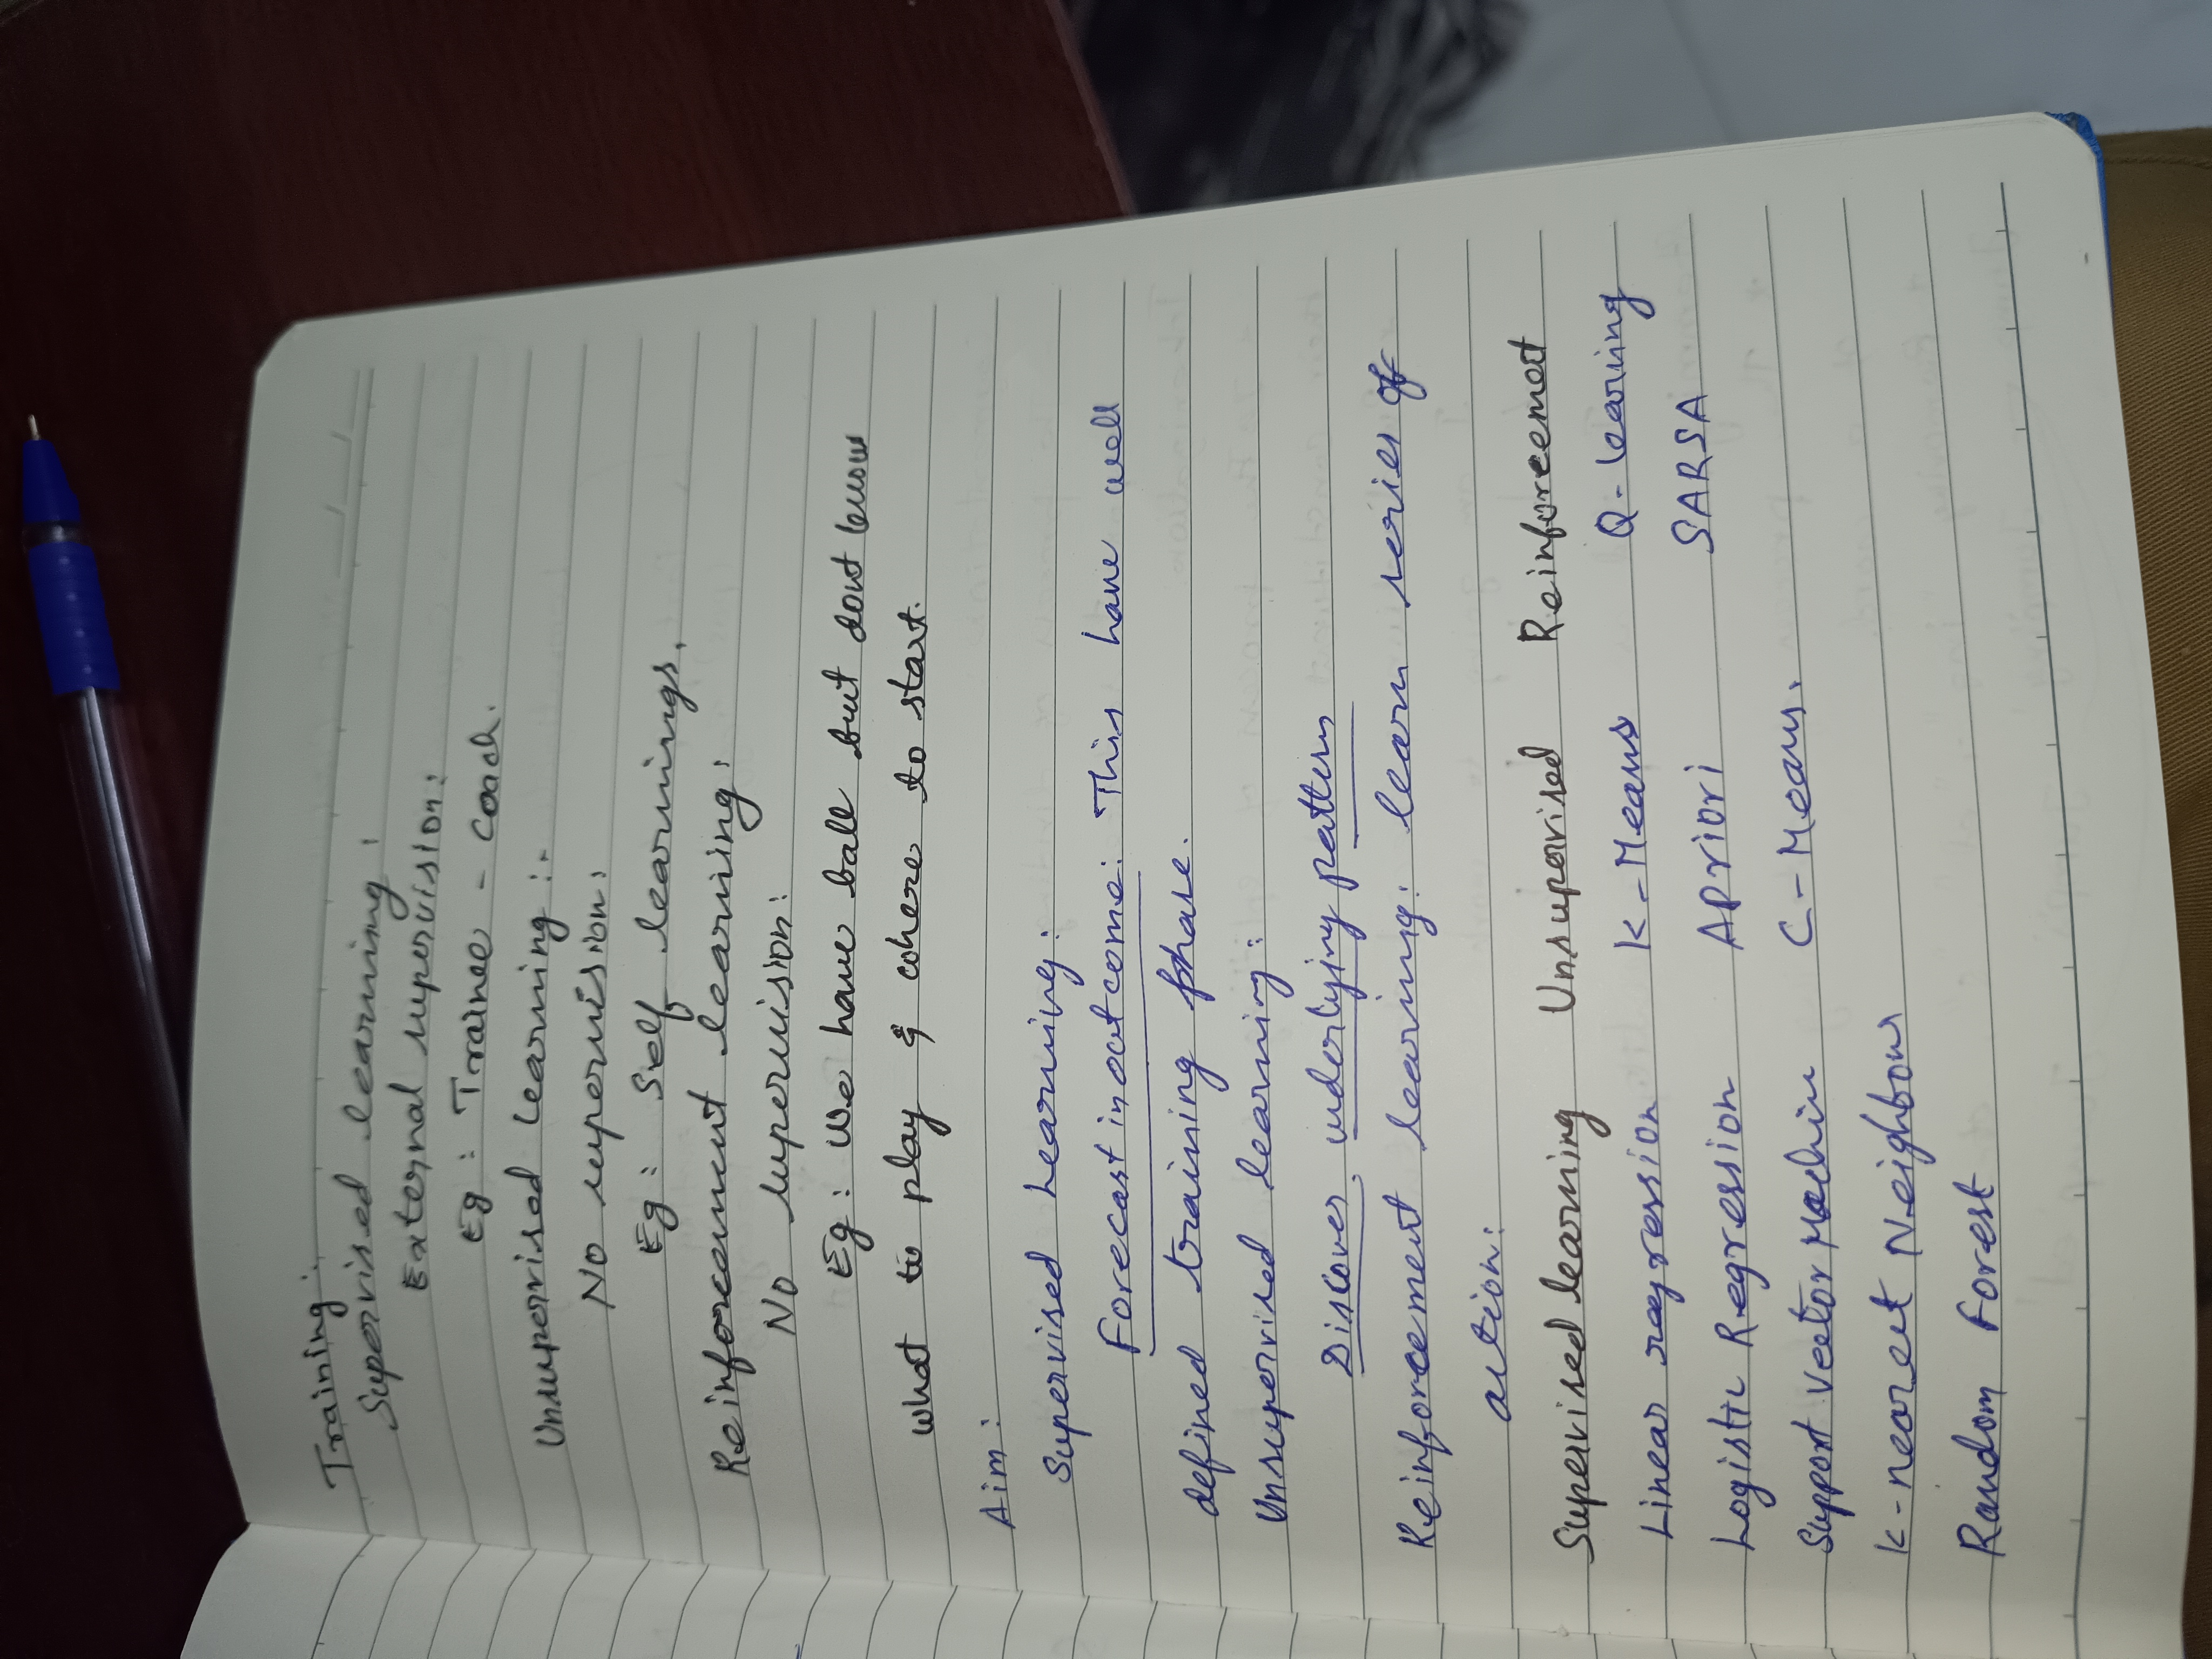 Training:
Supervised learning:
External supervision:
Eg: Trainee - Coach.
Unsupervised learning :-
No supervision:
Eg: Self learnings.
Reinforcement learning:
No supervision:
Eg: We have ball but dont know
what to play & where to start.
Aim:
Supervised Learning:
Forecast in outcome: This have well
defined training phase.
Unsupervised learning:
Discover underlying pattern
Reinforcement learning: learn series of
action:
Supervised learning Unsupervised Reinforcement
Linear regression K-Means Q-learning
Logistic Regression APriori SARSA
Support Vector Machine C-Means.
K-nearest Neighbour
Random Forest